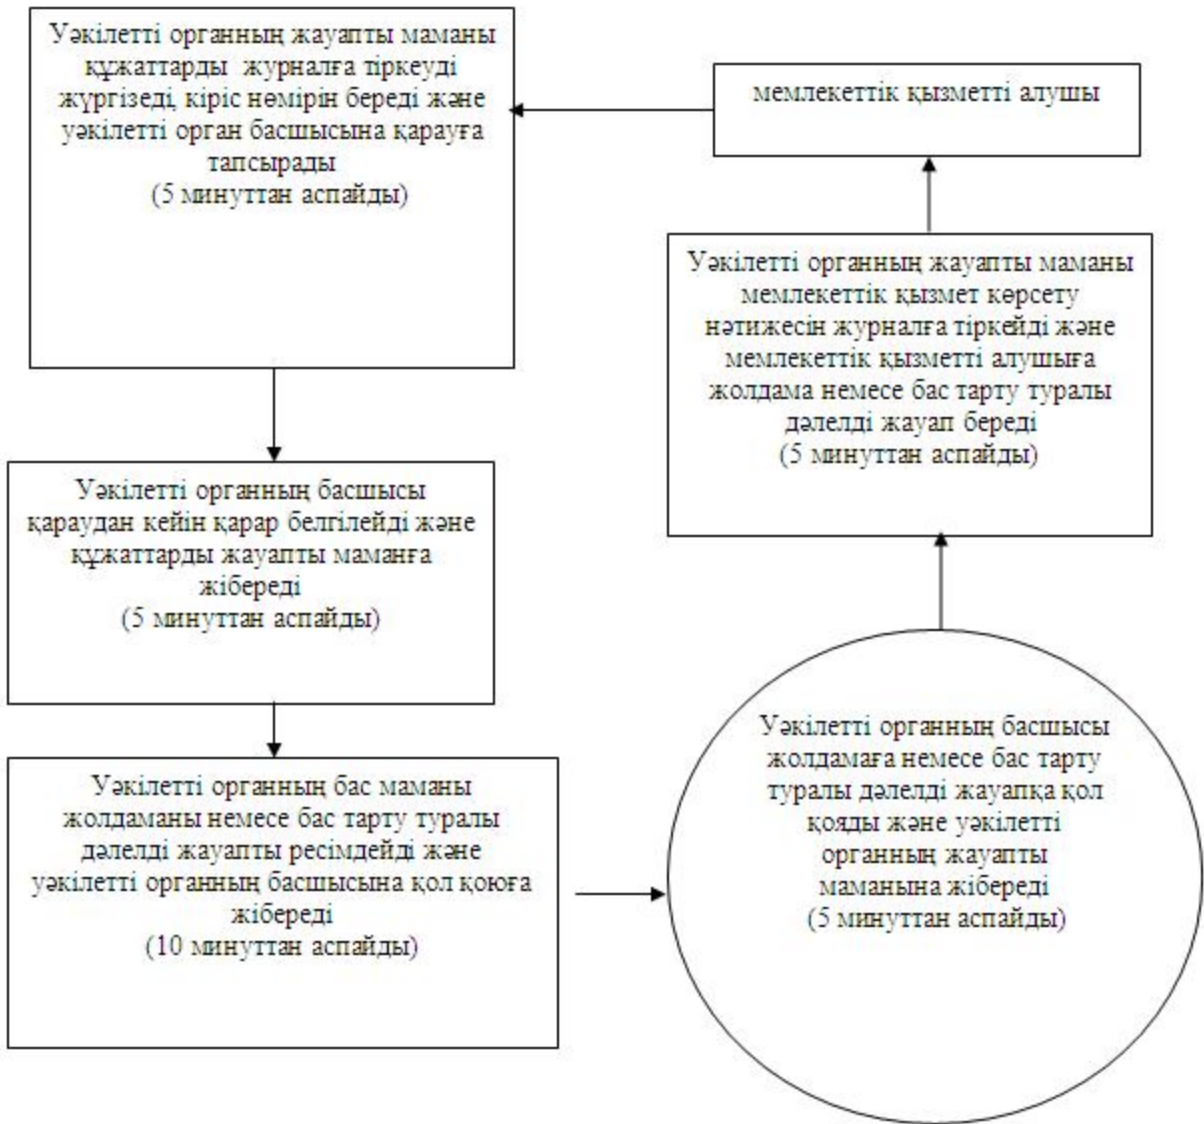 Уәкілетті органның жауапты маманы
құжаттарды журналға тіркеуді
жүргізеді, кіріс нөмірін береді және
уәкілетті орган басшысына қарауға
тапсырады
(5 минуттан аспайды)
мемлекеттік қызметті алушы
Уәкілетті органның жауапты маманы
мемлекеттік қызмет көрсету
нәтижесін журналға тіркейді және
мемлекеттік қызметті алушыға
жолдама немесе бас тарту туралы
дәлелді жауап береді
(5 минуттан аспайды)
Уәкілетті органның басшысы
қараудан кейін қарар белгілейді және
құжаттарды жауапты маманға
жібереді
(5 минуттан аспайды)
Уәкілетті органның бас маманы
жолдаманы немесе бас тарту туралы
дәлелді жауапты ресімдейді және
уәкілетті органның басшысына қол қоюға
жібереді
(10 минуттан аспайды)
Уәкілетті органның басшысы
жолдамаға немесе бас тарту
туралы дәлелді жауапқа қол
қояды және уәкілетті
органның жауапты
маманына жібереді
(5 минуттан аспайды)